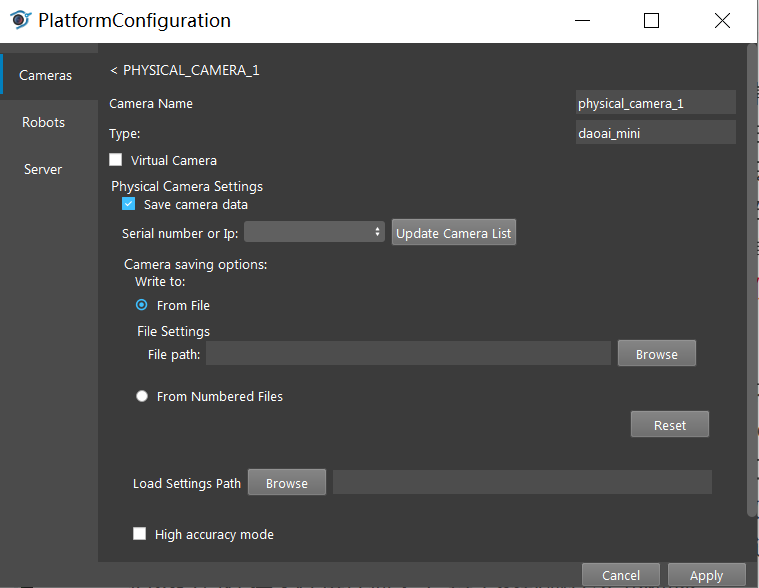 PlatformConfiguration
Cameras
Robots
Server
< PHYSICAL_CAMERA_1
Camera Name physical_camera_1
Type: daoai_mini
Virtual Camera
Physical Camera Settings
Save camera data
Serial number or Ip: Update Camera List
Camera saving options:
Write to:
From File
File Settings
File path: Browse
From Numbered Files
Reset
Load Settings Path Browse
High accuracy mode
Cancel Apply